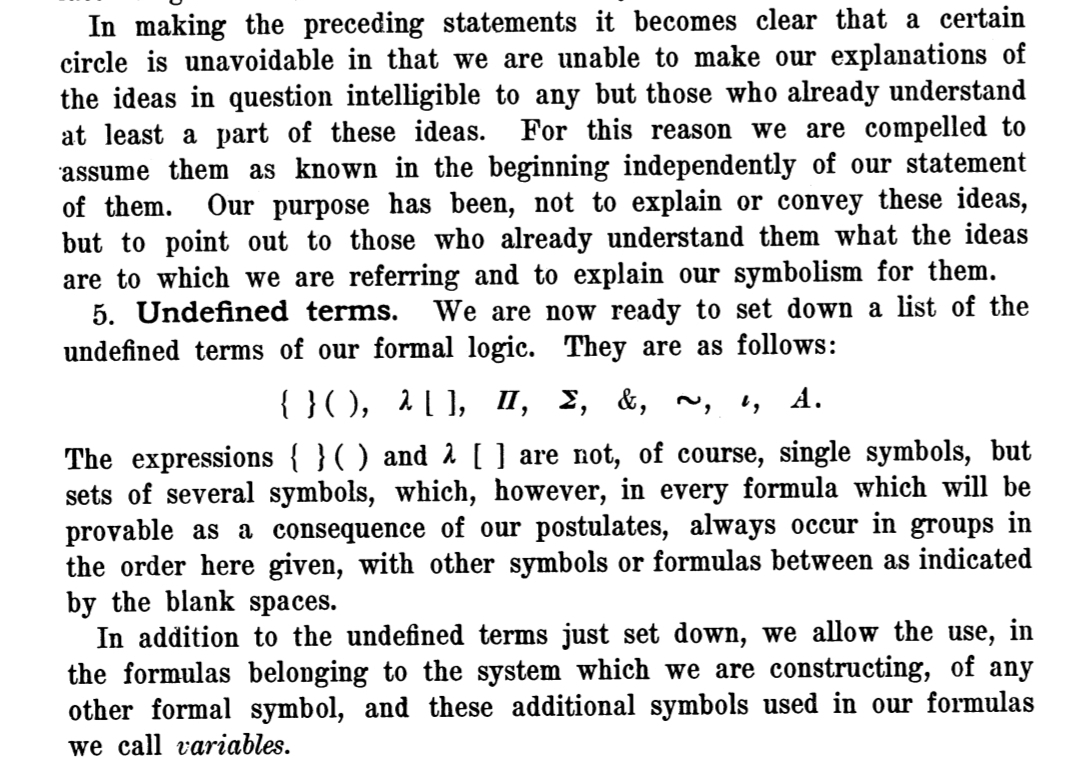 In making the preceding statements it becomes clear that a certain
circle is unavoidable in that we are unable to make our explanations of
the ideas in question intelligible to any but those who already understand
at least a part of these ideas. For this reason we are compelled to
assume them as known in the beginning independently of our statement
of them. Our purpose has been, not to explain or convey these ideas,
but to point out to those who already understand them what the ideas
are to which we are referring and to explain our symbolism for them.
5. Undefined terms. We are now ready to set down a list of the
undefined terms of our formal logic. They are as follows:
{ }( ), λ[ ], Π, Σ, &, ~, ι, A.
The expressions { }( ) and λ [ ] are not, of course, single symbols, but
sets of several symbols, which, however, in every formula which will be
provable as a consequence of our postulates, always occur in groups in
the order here given, with other symbols or formulas between as indicated
by the blank spaces.
In addition to the undefined terms just set down, we allow the use, in
the formulas belonging to the system which we are constructing, of any
other formal symbol, and these additional symbols used in our formulas
we call variables.